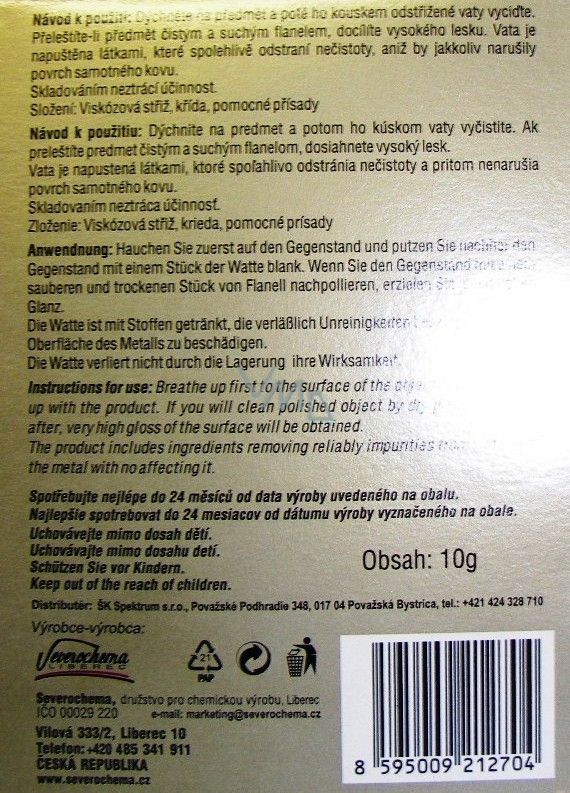 Návod k použití: Dýchněte na předmět a poté ho kouskem odstřižené vaty vyčiďte.
Přeleštíte-li předmět čistým a suchým flanelem, docílíte vysokého lesku. Vata je
napuštěna látkami, které spolehlivě odstraní nečistoty, aniž by jakkoliv narušily
povrch samotného kovu.
Skladováním neztrácí účinnost.
Složení: Viskózová střiž, křída, pomocné přísady
Návod k použitiu: Dýchnite na predmet a potom ho kúskom vaty vyčistite. Ak
preleštíte predmet čistým a suchým flanelom, dosiahnete vysoký lesk.
Vata je napustená látkami, ktoré spoľahlivo odstránia nečistoty a pritom nenarušia
povrch samotného kovu.
Skladovaním neztráca účinnosť.
Zloženie: Viskózová střiž, krieda, pomocné přísady
Anwendnung: Hauchen Sie zuerst auf den Gegenstand und putzen Sie nachher den
Gegenstand mit einem Stück der Watte blank. Wenn Sie den Gegenstand
sauberen und trockenen Stück von Flanell nachpollieren, erzielen Sie
Glanz.
Die Watte ist mit Stoffen getränkt, die verläßlich Unreinigkeiten
Oberfläche des Metalls zu beschädigen.
Die Watte verliert nicht durch die Lagerung ihre Wirksamkeit.
Instructions for use: Breathe up first to the surface of the
up with the product. If you will clean polished object by dry
after, very high gloss of the surface will be obtained.
The product includes ingredients removing reliably impurities
the metal with no affecting it.
Spotřebujte nejlépe do 24 měsíců od data výroby uvedeného na obalu.
Najlepšie spotrebovat do 24 mesiacov od dátumu výroby vyznačeného na obale.
Uchovávejte mimo dosah dětí.
Uchovávajte mimo dosahu detí.
Schützen Sie vor Kindern.
Keep out of the reach of children.
Obsah: 10g
Distributér: ŠK Spektrum s.r.o., Považské Podhradie 348, 017 04 Považská Bystrica, tel.: +421 424 328 710
Výrobce-výrobca:
Severochema
LIBEREC
21
PAP
Severochema, družstvo pro chemickou výrobu, Liberec
IČO 00029 220 e-mail: marketing@severochema.cz
Vilová 333/2, Liberec 10
Telefon: +420 485 341 911
ČESKÁ REPUBLIKA
www.severochema.cz
8 595009 212704